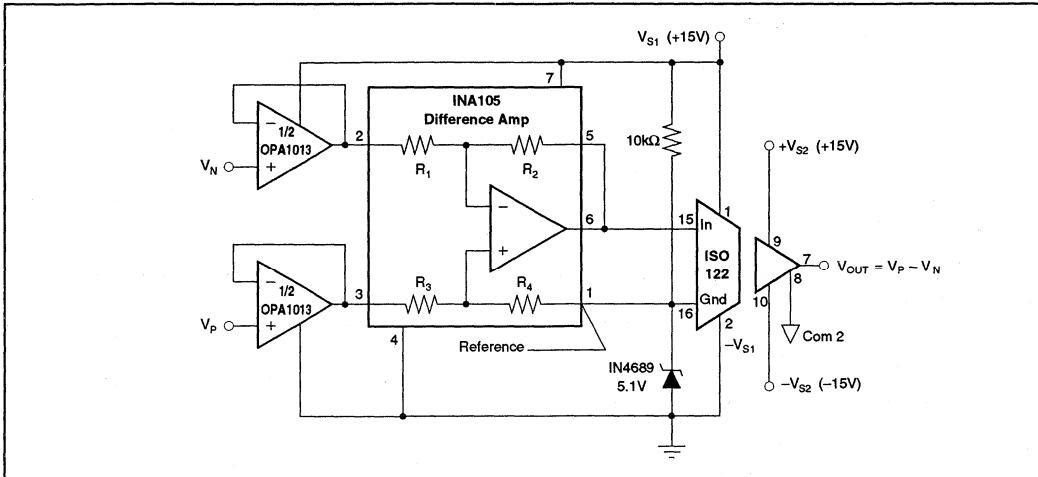 V_S1 (+15V)
7
INA105
Difference Amp
1/2
OPA1013
−
+
V_N
2
5
R_1
R_2
10kΩ
+V_S2 (+15V)
−
+
6
15
In
1
ISO
122
9
7
V_OUT = V_P − V_N
8
10
−
1/2
OPA1013
+
V_P
3
R_3
R_4
1
Gnd
16
2
−V_S1
Com 2
4
Reference
IN4689
5.1V
−V_S2 (−15V)